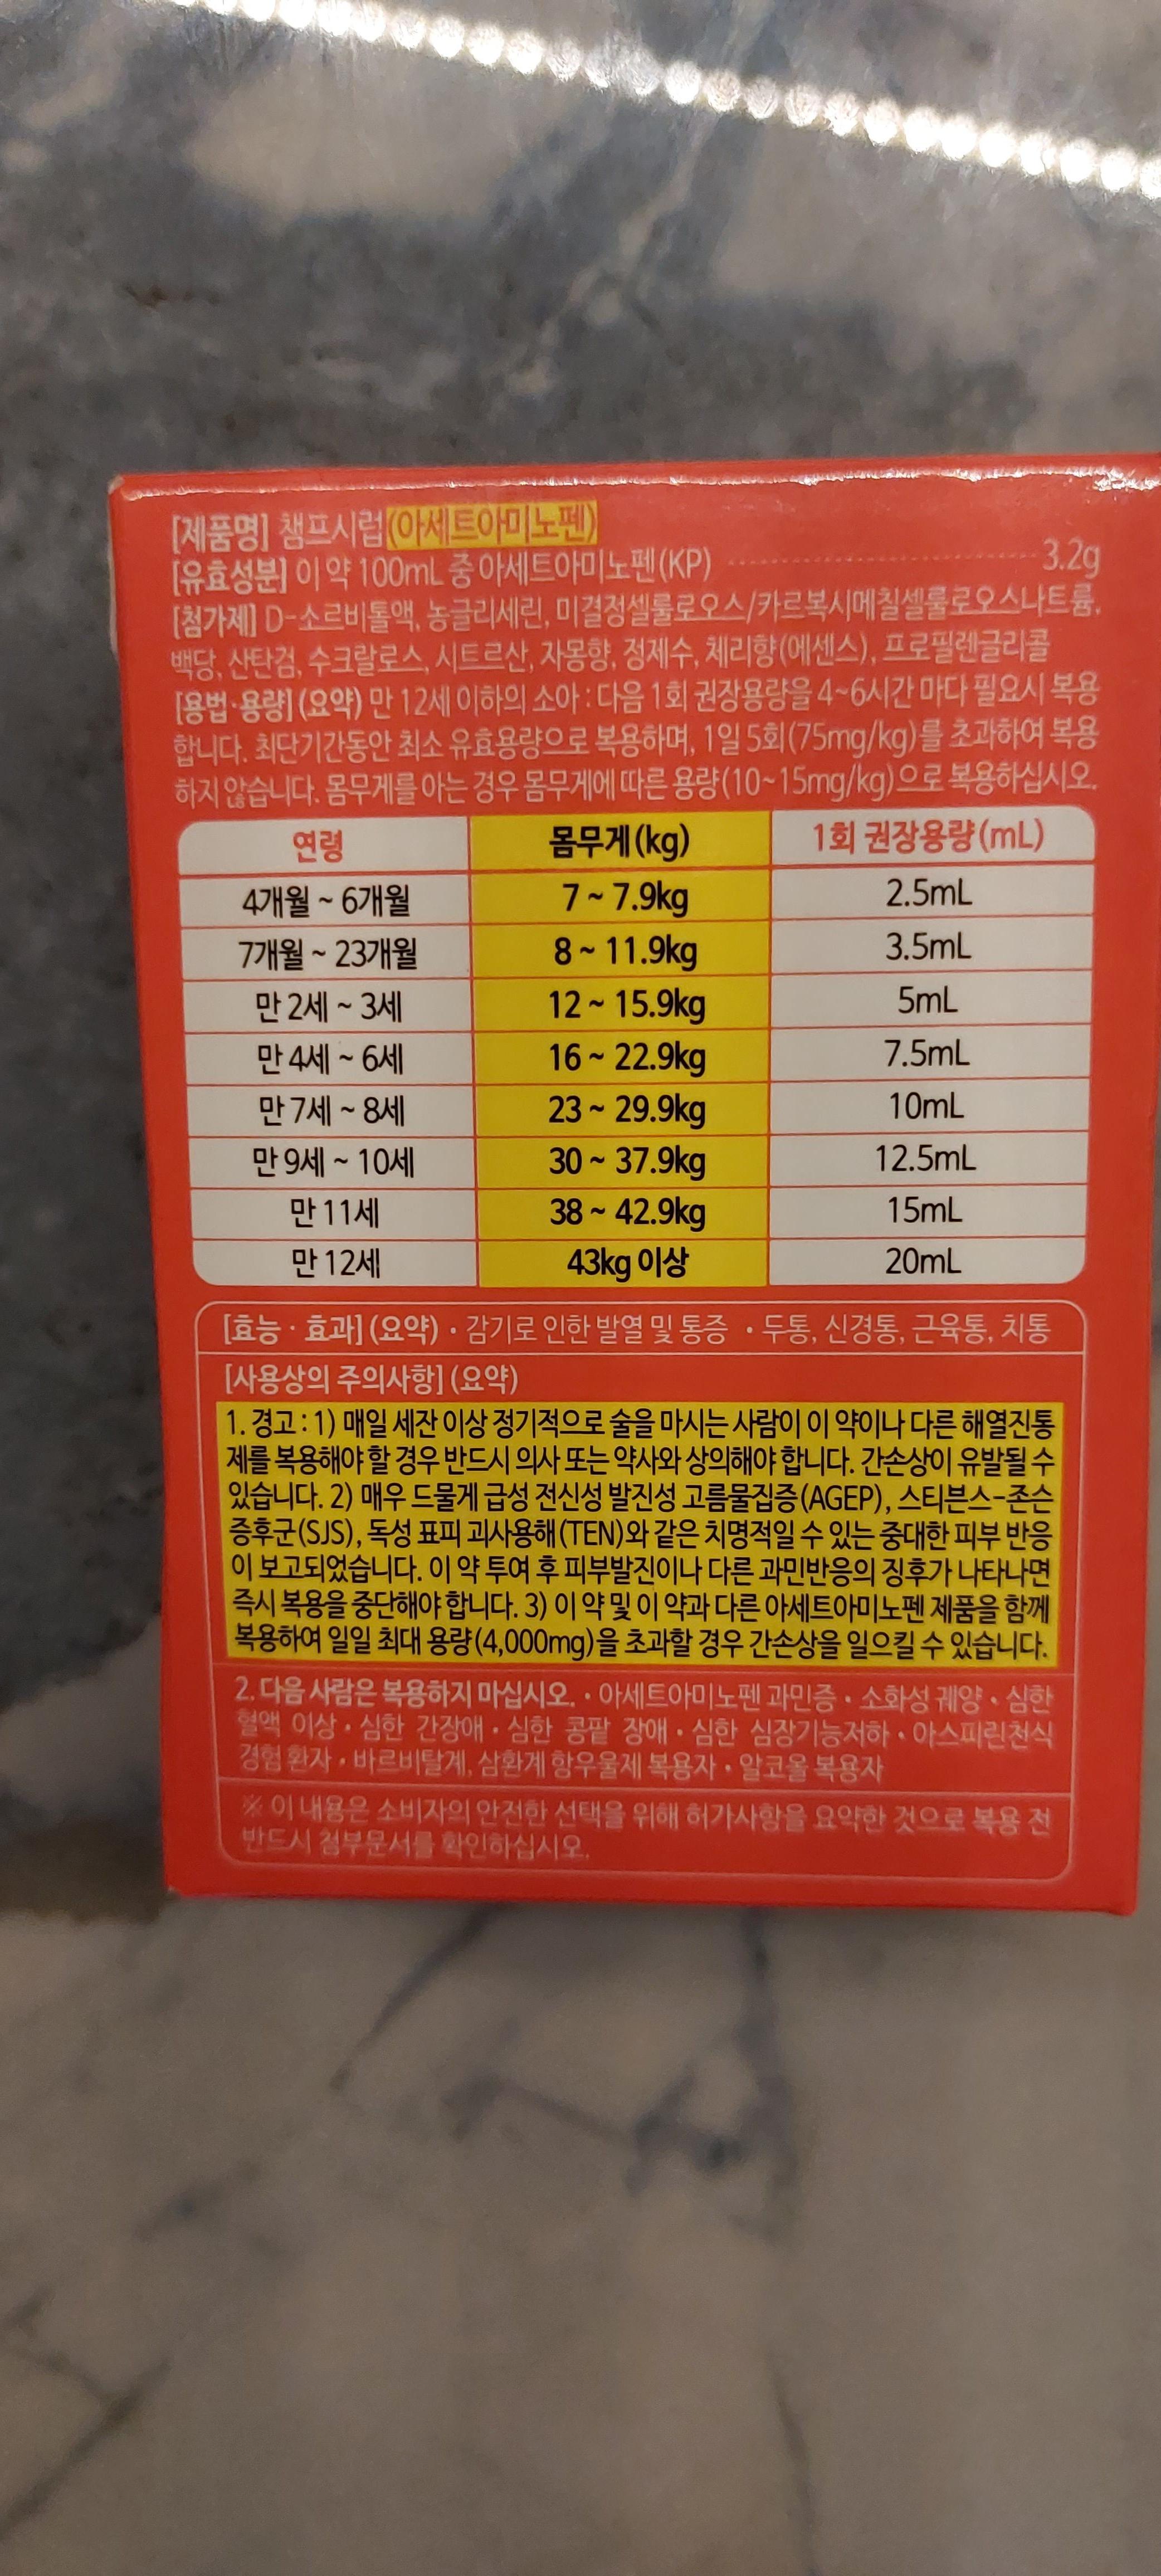 [제품명] 챔프시럽(아세트아미노펜)
[유효성분] 이 약 100mL 중 아세트아미노펜(KP) ········· 3.2g
[첨가제] D-소르비톨액, 농글리세린, 미결정셀룰로오스/카르복시메칠셀룰로오스나트륨,
백당, 산탄검, 수크랄로스, 시트르산, 자몽향, 정제수, 체리향(에센스), 프로필렌글리콜
[용법·용량] (요약) 만 12세 이하의 소아 : 다음 1회 권장용량을 4~6시간 마다 필요시 복용
합니다. 최단기간동안 최소 유효용량으로 복용하며, 1일 5회(75mg/kg)를 초과하여 복용
하지 않습니다. 몸무게를 아는 경우 몸무게에 따른 용량(10~15mg/kg)으로 복용하십시오.
연령 몸무게(kg) 1회 권장용량(mL)
4개월 ~ 6개월 7 ~ 7.9kg 2.5mL
7개월 ~ 23개월 8 ~ 11.9kg 3.5mL
만 2세 ~ 3세 12 ~ 15.9kg 5mL
만 4세 ~ 6세 16 ~ 22.9kg 7.5mL
만 7세 ~ 8세 23 ~ 29.9kg 10mL
만 9세 ~ 10세 30 ~ 37.9kg 12.5mL
만 11세 38 ~ 42.9kg 15mL
만 12세 43kg 이상 20mL
[효능 · 효과] (요약) · 감기로 인한 발열 및 통증 · 두통, 신경통, 근육통, 치통
[사용상의 주의사항] (요약)
1. 경고 : 1) 매일 세잔 이상 정기적으로 술을 마시는 사람이 이 약이나 다른 해열진통
제를 복용해야 할 경우 반드시 의사 또는 약사와 상의해야 합니다. 간손상이 유발될 수
있습니다. 2) 매우 드물게 급성 전신성 발진성 고름물집증(AGEP), 스티븐스-존슨
증후군(SJS), 독성 표피 괴사용해(TEN)와 같은 치명적일 수 있는 중대한 피부 반응
이 보고되었습니다. 이 약 투여 후 피부발진이나 다른 과민반응의 징후가 나타나면
즉시 복용을 중단해야 합니다. 3) 이 약 및 이 약과 다른 아세트아미노펜 제품을 함께
복용하여 일일 최대 용량(4,000mg)을 초과할 경우 간손상을 일으킬 수 있습니다.
2. 다음 사람은 복용하지 마십시오. · 아세트아미노펜 과민증 · 소화성 궤양 · 심한
혈액 이상 · 심한 간장애 · 심한 콩팥 장애 · 심한 심장기능저하 · 아스피린천식
경험 환자 · 바르비탈계, 삼환계 항우울제 복용자 · 알코올 복용자
※ 이 내용은 소비자의 안전한 선택을 위해 허가사항을 요약한 것으로 복용 전
반드시 첨부문서를 확인하십시오.